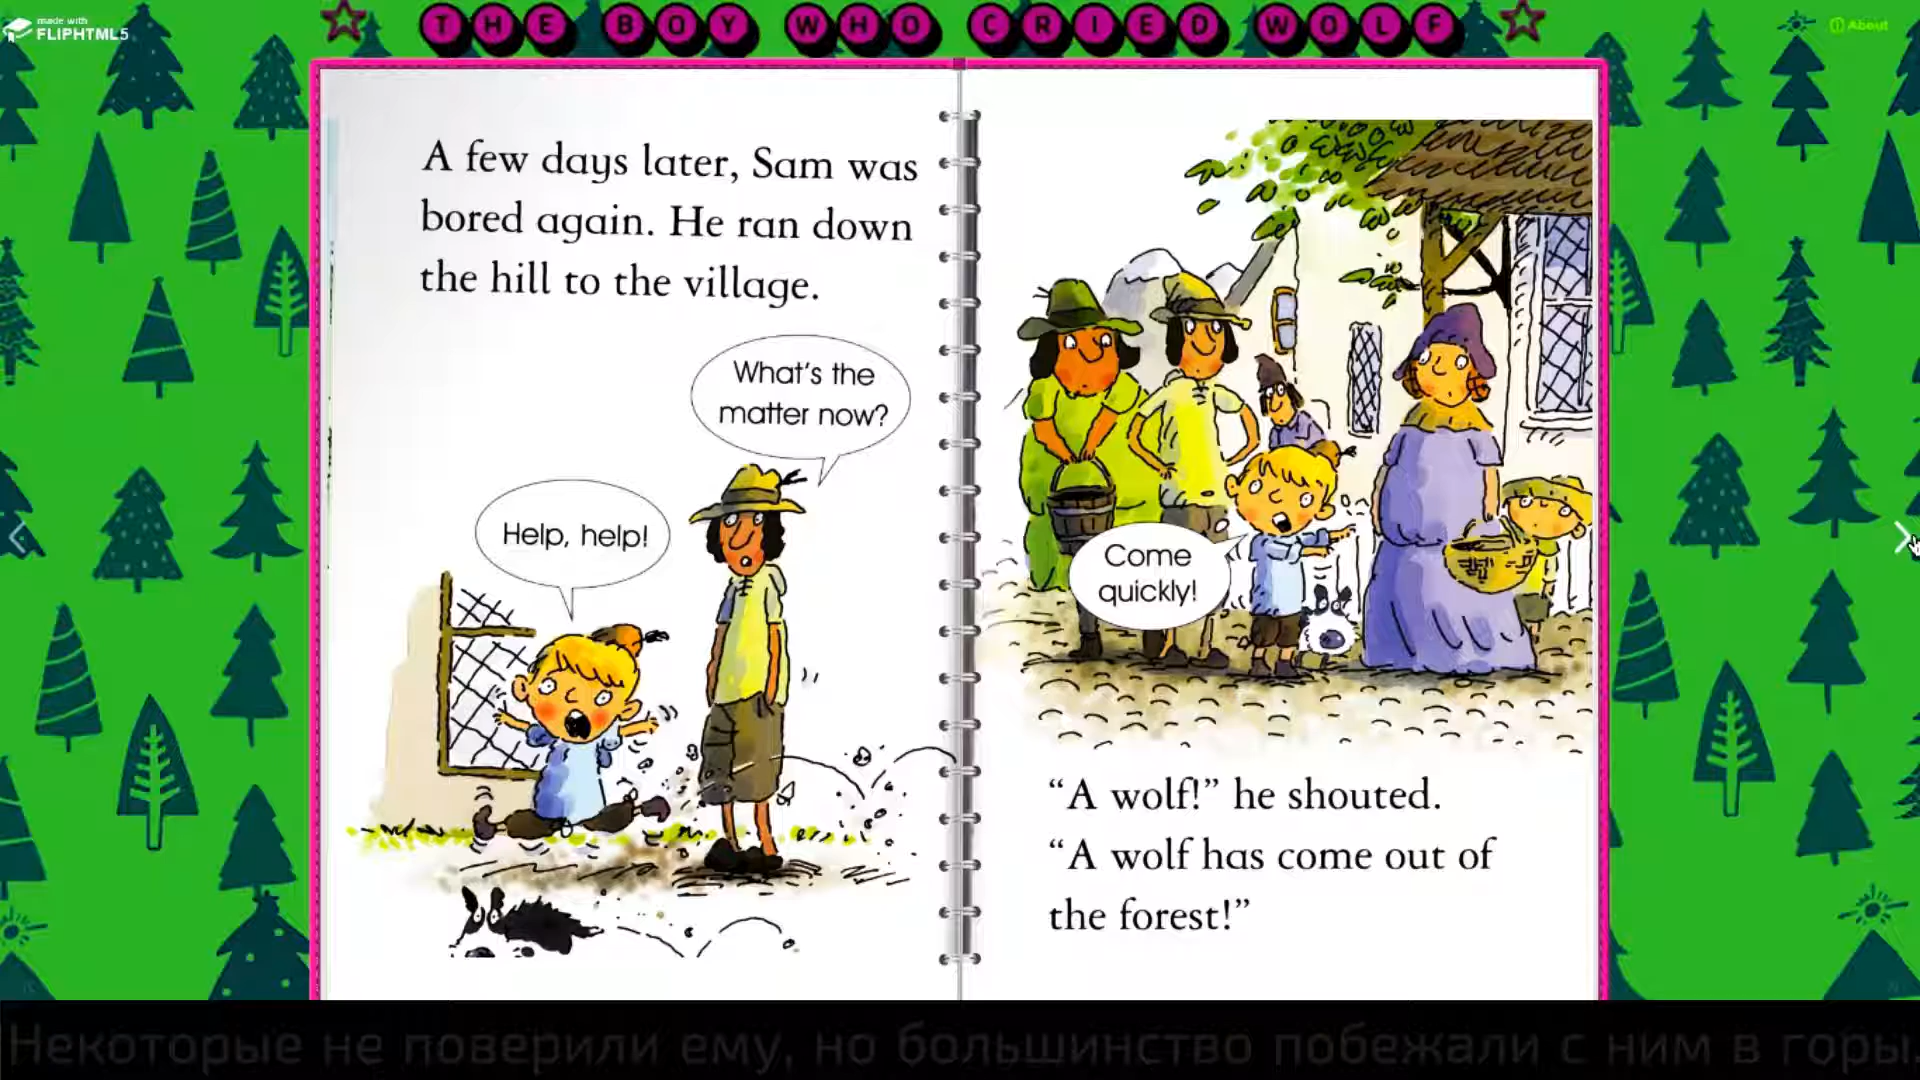 made with
FLIPHTML5
THE BOY WHO CRIED WOLF
About
A few days later, Sam was
bored again. He ran down
the hill to the village.
What's the
matter now?
Help, help!
Come
quickly!
“A wolf!” he shouted.
“A wolf has come out of
the forest!”
Некоторые не поверили ему, но большинство побежали с ним в горы.